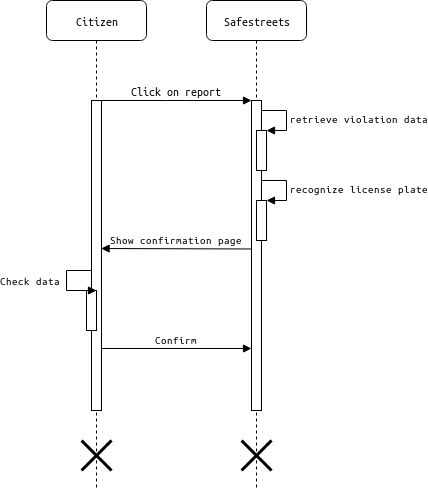 Citizen
Safestreets
Click on report
retrieve violation data
recognize license plate
Show confirmation page
Check data
Confirm